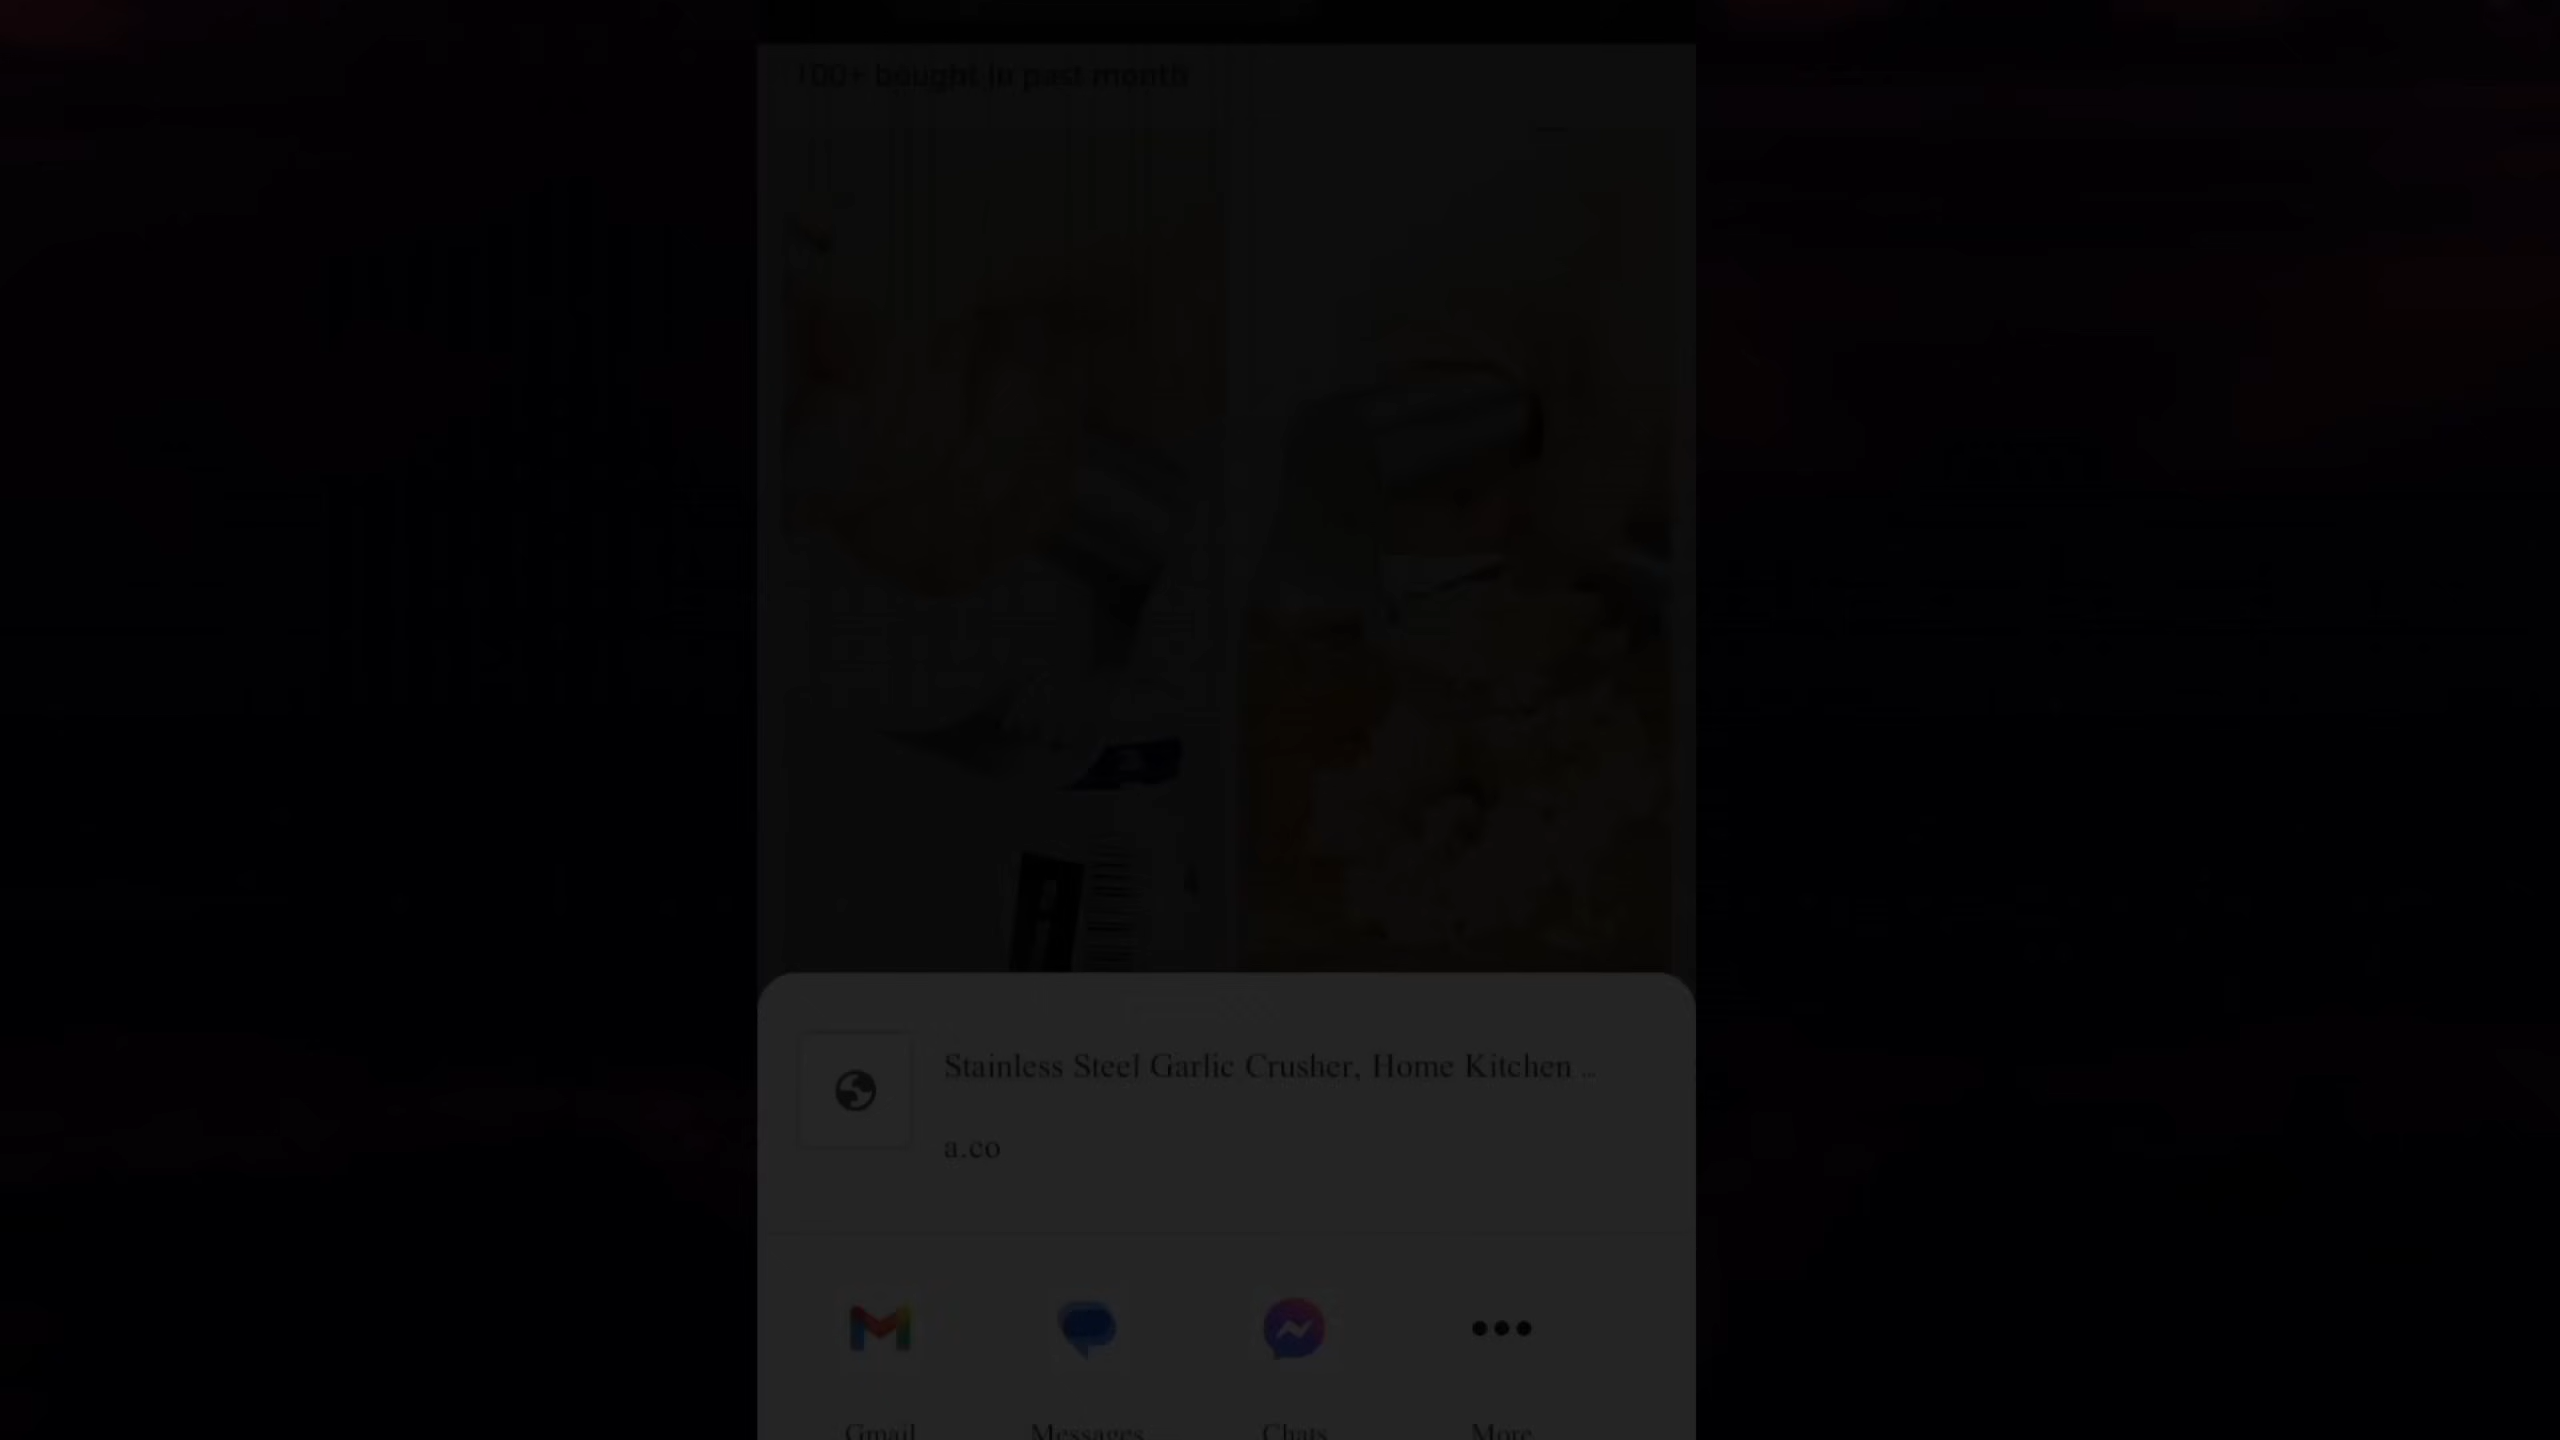 100+ bought in past month
Stainless Steel Garlic Crusher, Home Kitchen ...
a.co
Gmail
Messages
Chats
More